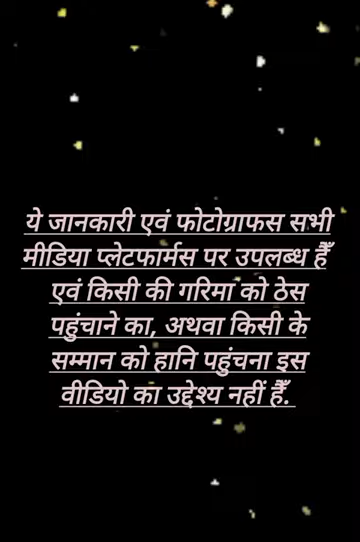 ये जानकारी एवं फोटोग्राफस सभी
मीडिया प्लेटफार्मस पर उपलब्ध हैँ
एवं किसी की गरिमा को ठेस
पहुंचाने का, अथवा किसी के
सम्मान को हानि पहुंचना इस
वीडियो का उद्देश्य नहीं हैँ.